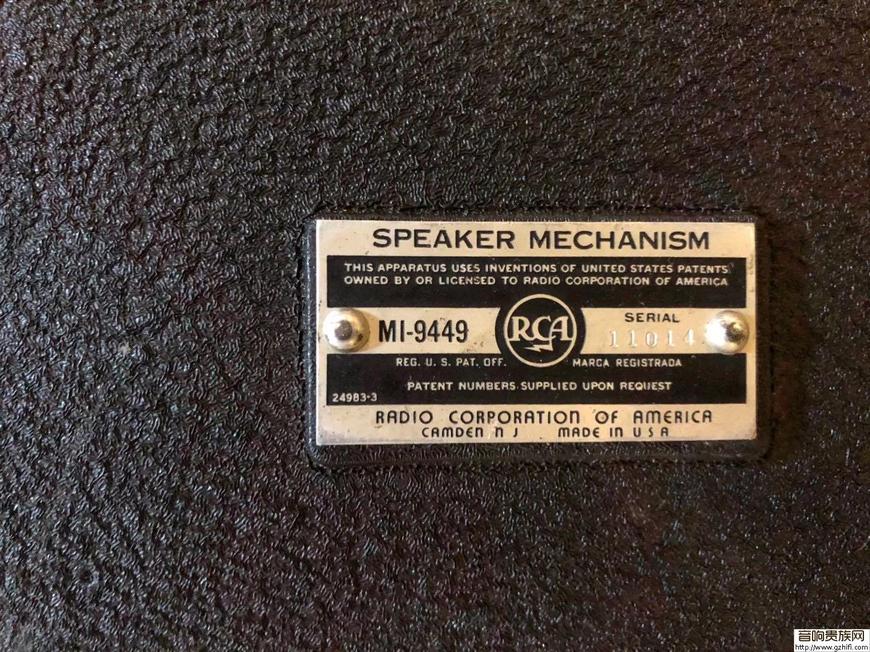 SPEAKER MECHANISM
THIS APPARATUS USES INVENTIONS OF UNITED STATES PATENTS
OWNED BY OR LICENSED TO RADIO CORPORATION OF AMERICA
MI-9449
RCA
SERIAL
11014
REG. U. S. PAT. OFF.
MARCA REGISTRADA
PATENT NUMBERS SUPPLIED UPON REQUEST
24983-3
RADIO CORPORATION OF AMERICA
CAMDEN N J MADE IN U S A
音响贵族网
http://www.gzhifi.com